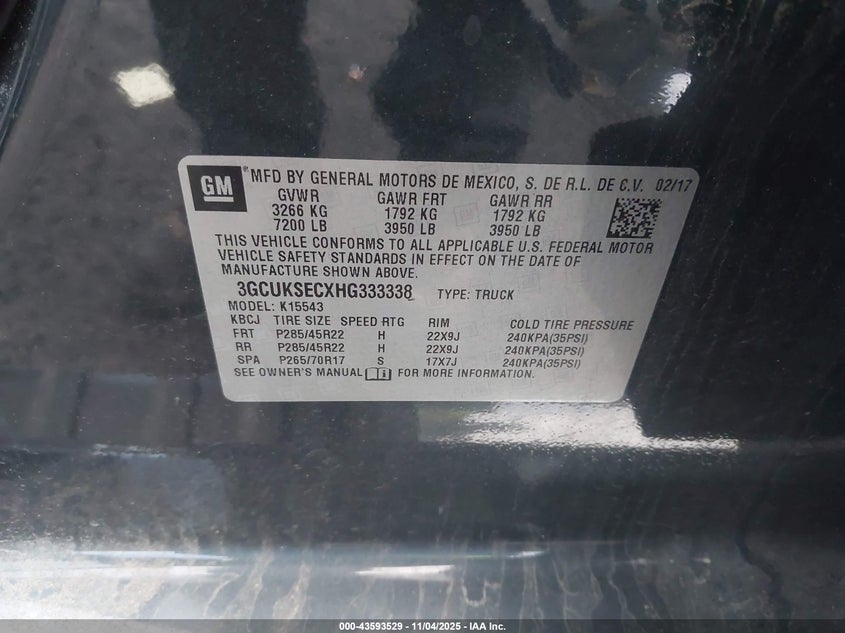 GM ® MFD BY GENERAL MOTORS DE MEXICO, S. DE R.L. DE C.V. 02/17
GVWR GAWR FRT GAWR RR
3266 KG 1792 KG 1792 KG
7200 LB 3950 LB 3950 LB
THIS VEHICLE CONFORMS TO ALL APPLICABLE U.S. FEDERAL MOTOR
VEHICLE SAFETY STANDARDS IN EFFECT ON THE DATE OF
MANUFACTURE SHOWN ABOVE.
3GCUKSECXHG333338 TYPE: TRUCK
MODEL: K15543
KBCJ TIRE SIZE SPEED RTG RIM COLD TIRE PRESSURE
FRT P285/45R22 H 22X9J 240KPA(35PSI)
RR P285/45R22 H 22X9J 240KPA(35PSI)
SPA P265/70R17 S 17X7J 240KPA(35PSI)
SEE OWNER'S MANUAL FOR MORE INFORMATION.
000-43593529 - 11/04/2025 - IAA Inc.